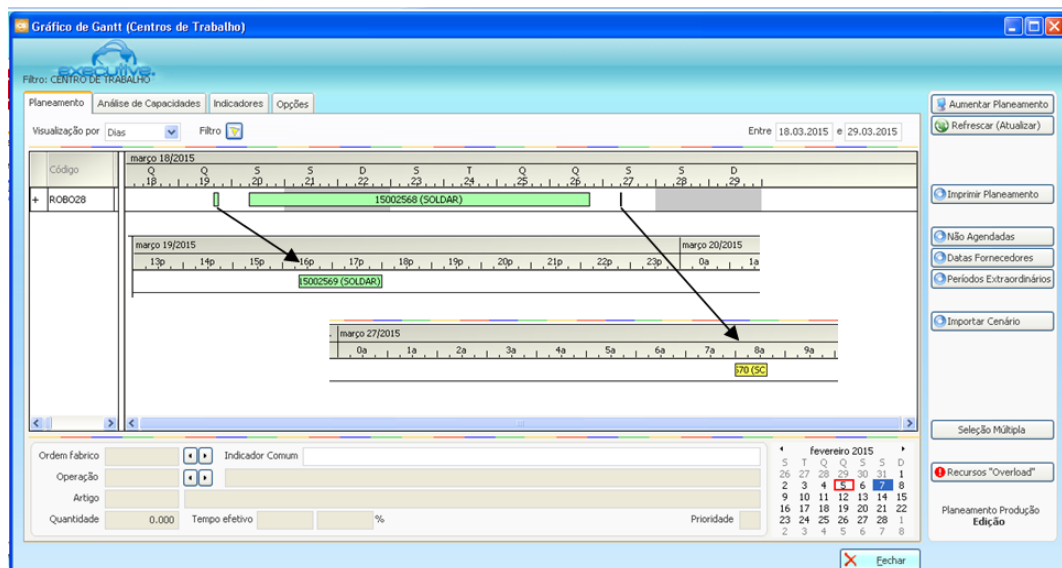 Gráfico de Gantt (Centros de Trabalho)
executive
Filtro: CENTRO DE TRABALHO
Planeamento Análise de Capacidades Indicadores Opções
Visualização por Dias Filtro Entre 18.03.2015 e 29.03.2015
Código março 18/2015
Q Q S S D S T Q Q S S D
18 19 20 21 22 23 24 25 26 27 28 29
+ ROBO28 15002568 (SOLDAR)
março 19/2015 março 20/2015
13p 14p 15p 16p 17p 18p 19p 20p 21p 22p 23p 0a 1a
15002569 (SOLDAR)
março 27/2015
0a 1a 2a 3a 4a 5a 6a 7a 8a 9a
570 (SC
Aumentar Planeamento
Refrescar (Atualizar)
Imprimir Planeamento
Não Agendadas
Datas Fornecedores
Períodos Extraordinários
Importar Cenário
Seleção Múltipla
Recursos "Overload"
Planeamento Produção
Edição
Ordem fabrico Indicador Comum
Operação
Artigo
Quantidade 0.000 Tempo efetivo % Prioridade
fevereiro 2015
S T Q Q S S D
26 27 28 29 30 31 1
2 3 4 5 6 7 8
9 10 11 12 13 14 15
16 17 18 19 20 21 22
23 24 25 26 27 28 1
2 3 4 5 6 7 8
Fechar